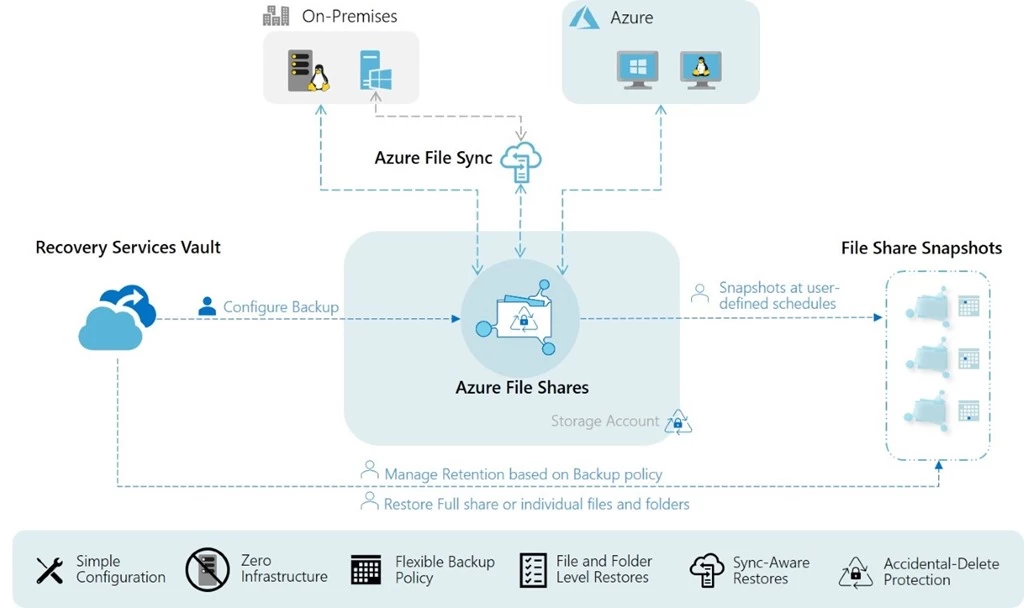 On-Premises
Azure
Azure File Sync
Recovery Services Vault
File Share Snapshots
Configure Backup
Snapshots at user-
defined schedules
Azure File Shares
Storage Account
Manage Retention based on Backup policy
Restore Full share or individual files and folders
Simple
Configuration
Zero
Infrastructure
Flexible Backup
Policy
File and Folder
Level Restores
Sync-Aware
Restores
Accidental-Delete
Protection